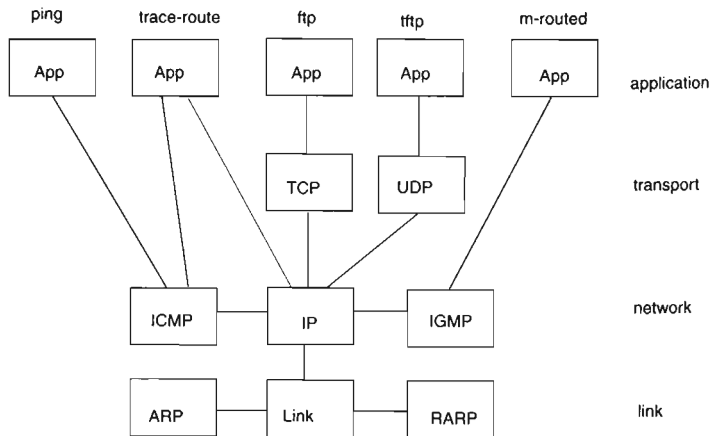 ping trace-route ftp tftp m-routed
App App App App App
application
TCP UDP
transport
ICMP IP IGMP
network
ARP Link RARP
link